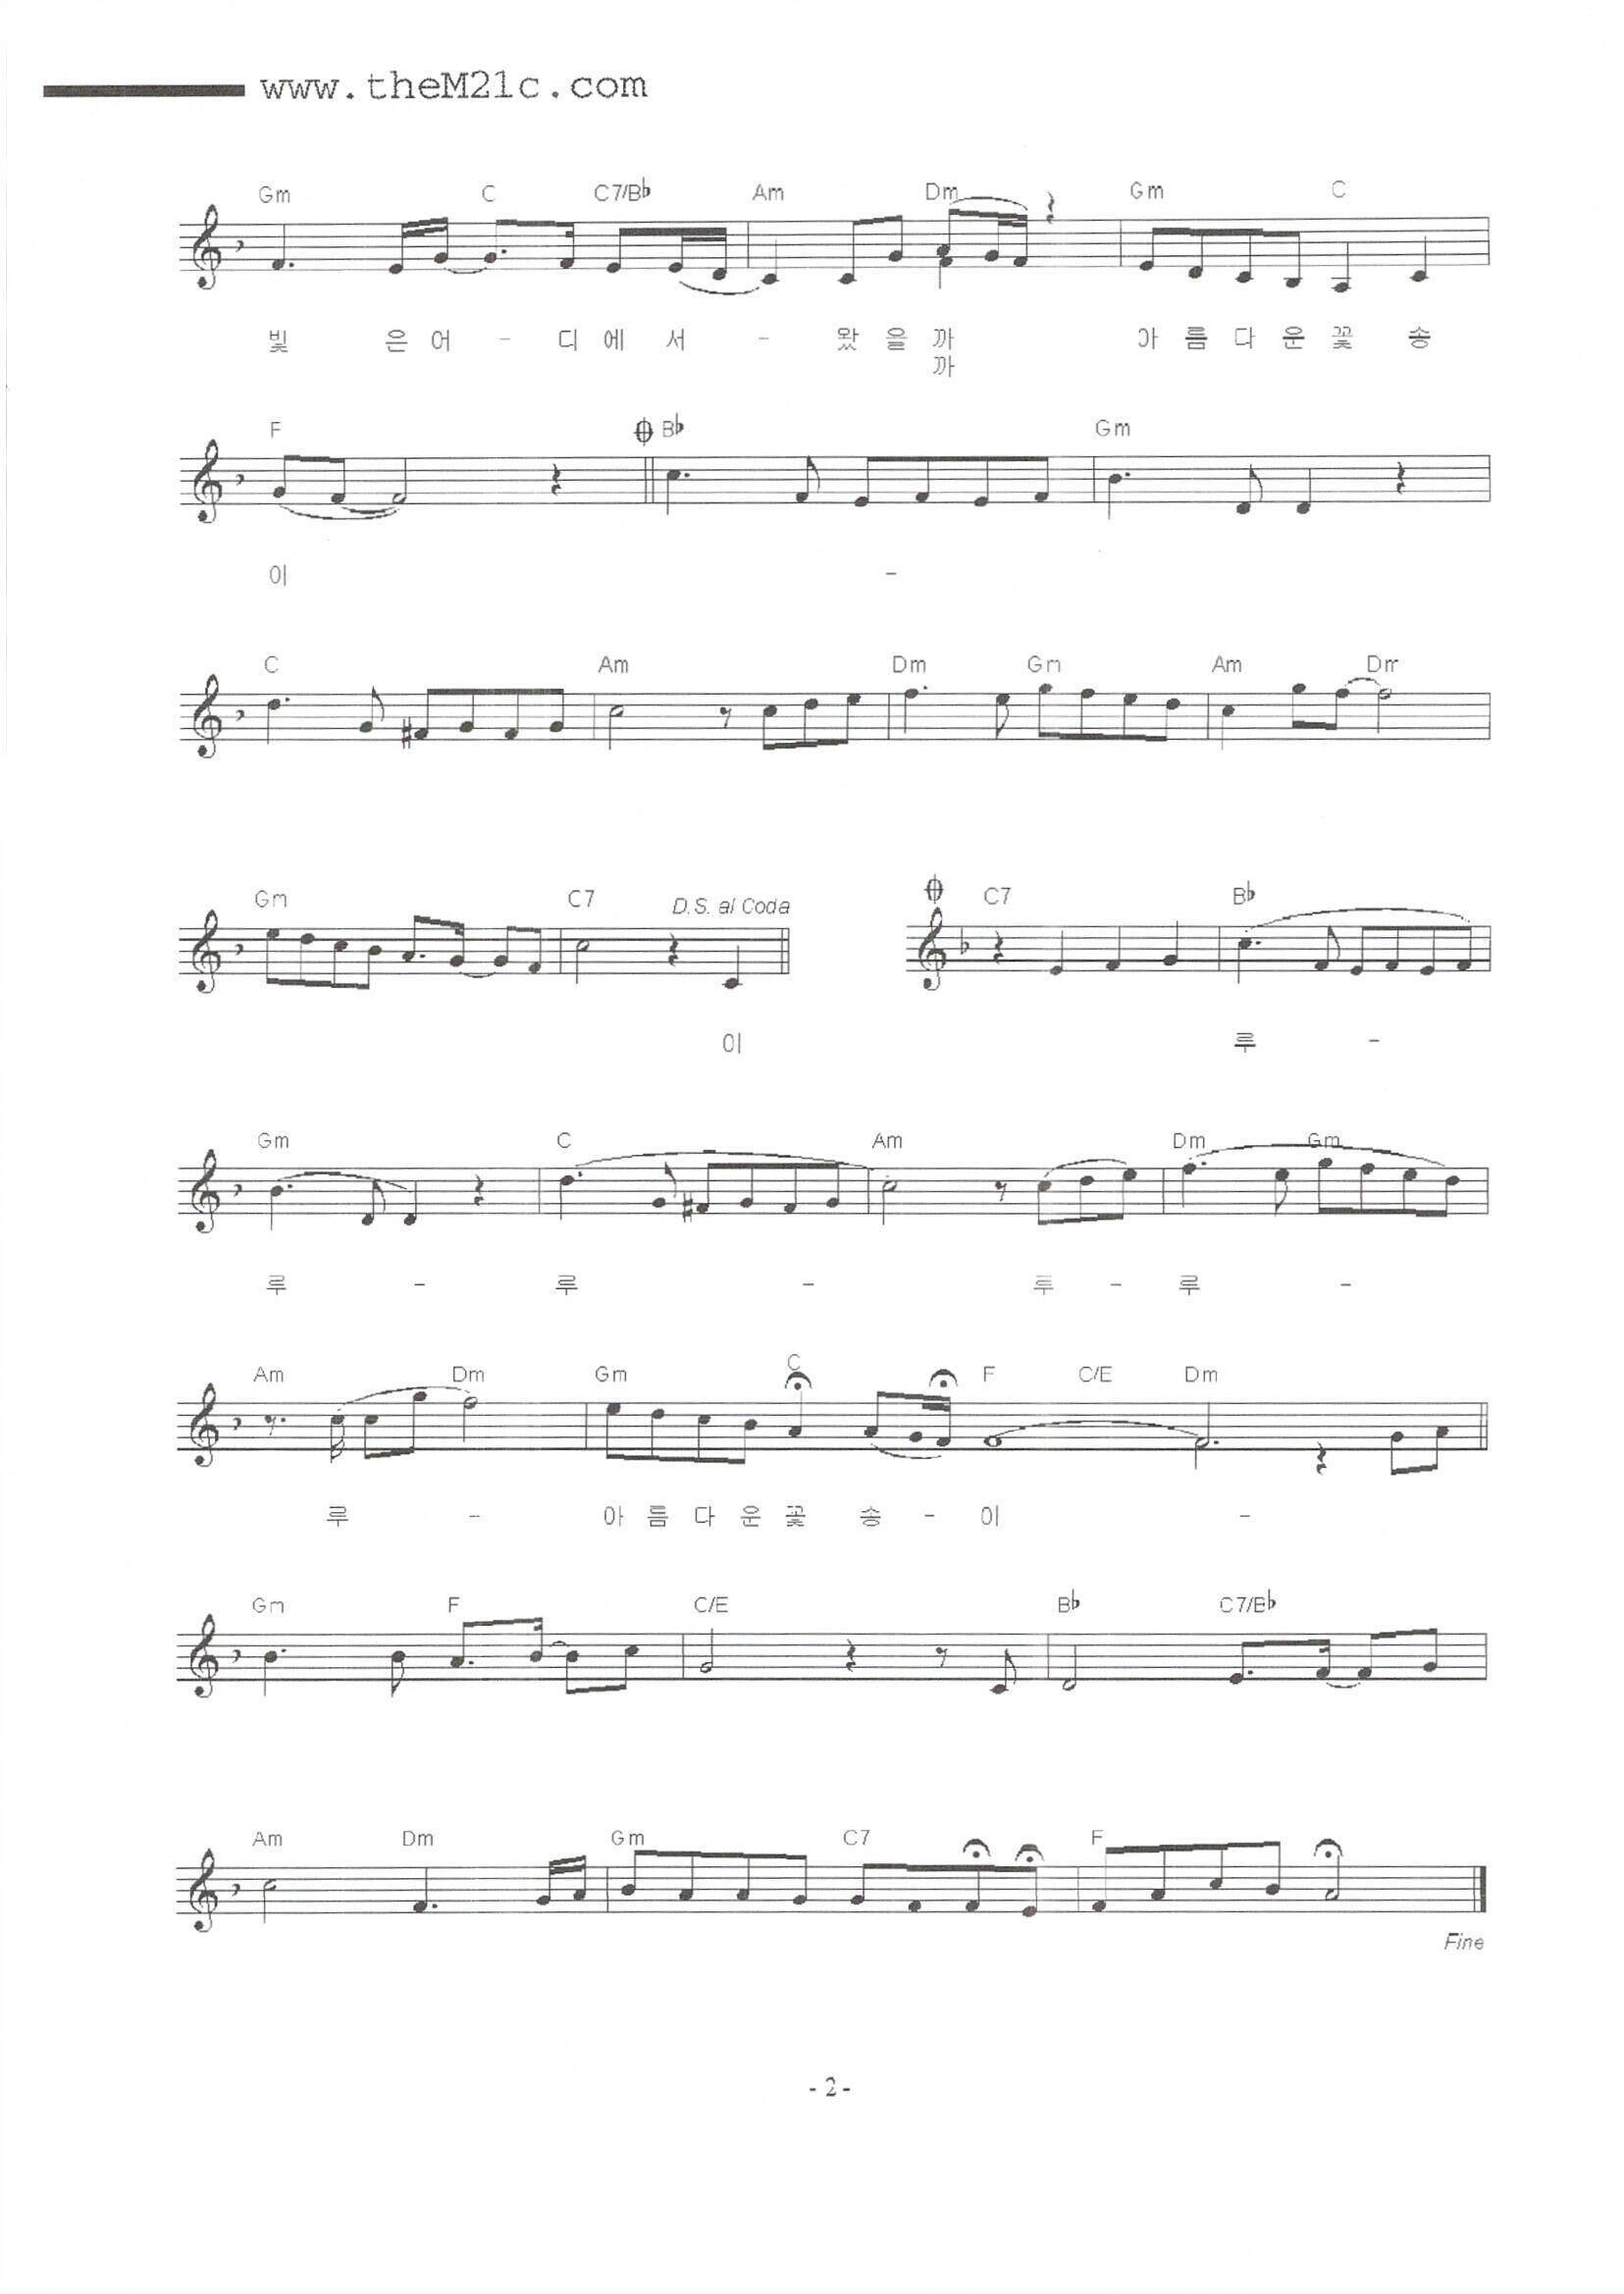 www.theM21c.com
Gm C C7/B♭ Am Dm Gm C
빛 은 어 - 디 에 서 - 왔 을 까 아 름 다 운 꽃 송
까
F B♭ Gm
이 -
C Am Dm Gm Am Dm
Gm C7 D.S. al Coda C7 B♭
이 루 -
Gm C Am Dm Gm
루 - 루 - 루 - 루 -
Am Dm Gm C F C/E Dm
루 - 아 름 다 운 꽃 송 - 이 -
Gm F C/E B♭ C7/B♭
Am Dm Gm C7 F
Fine
- 2 -